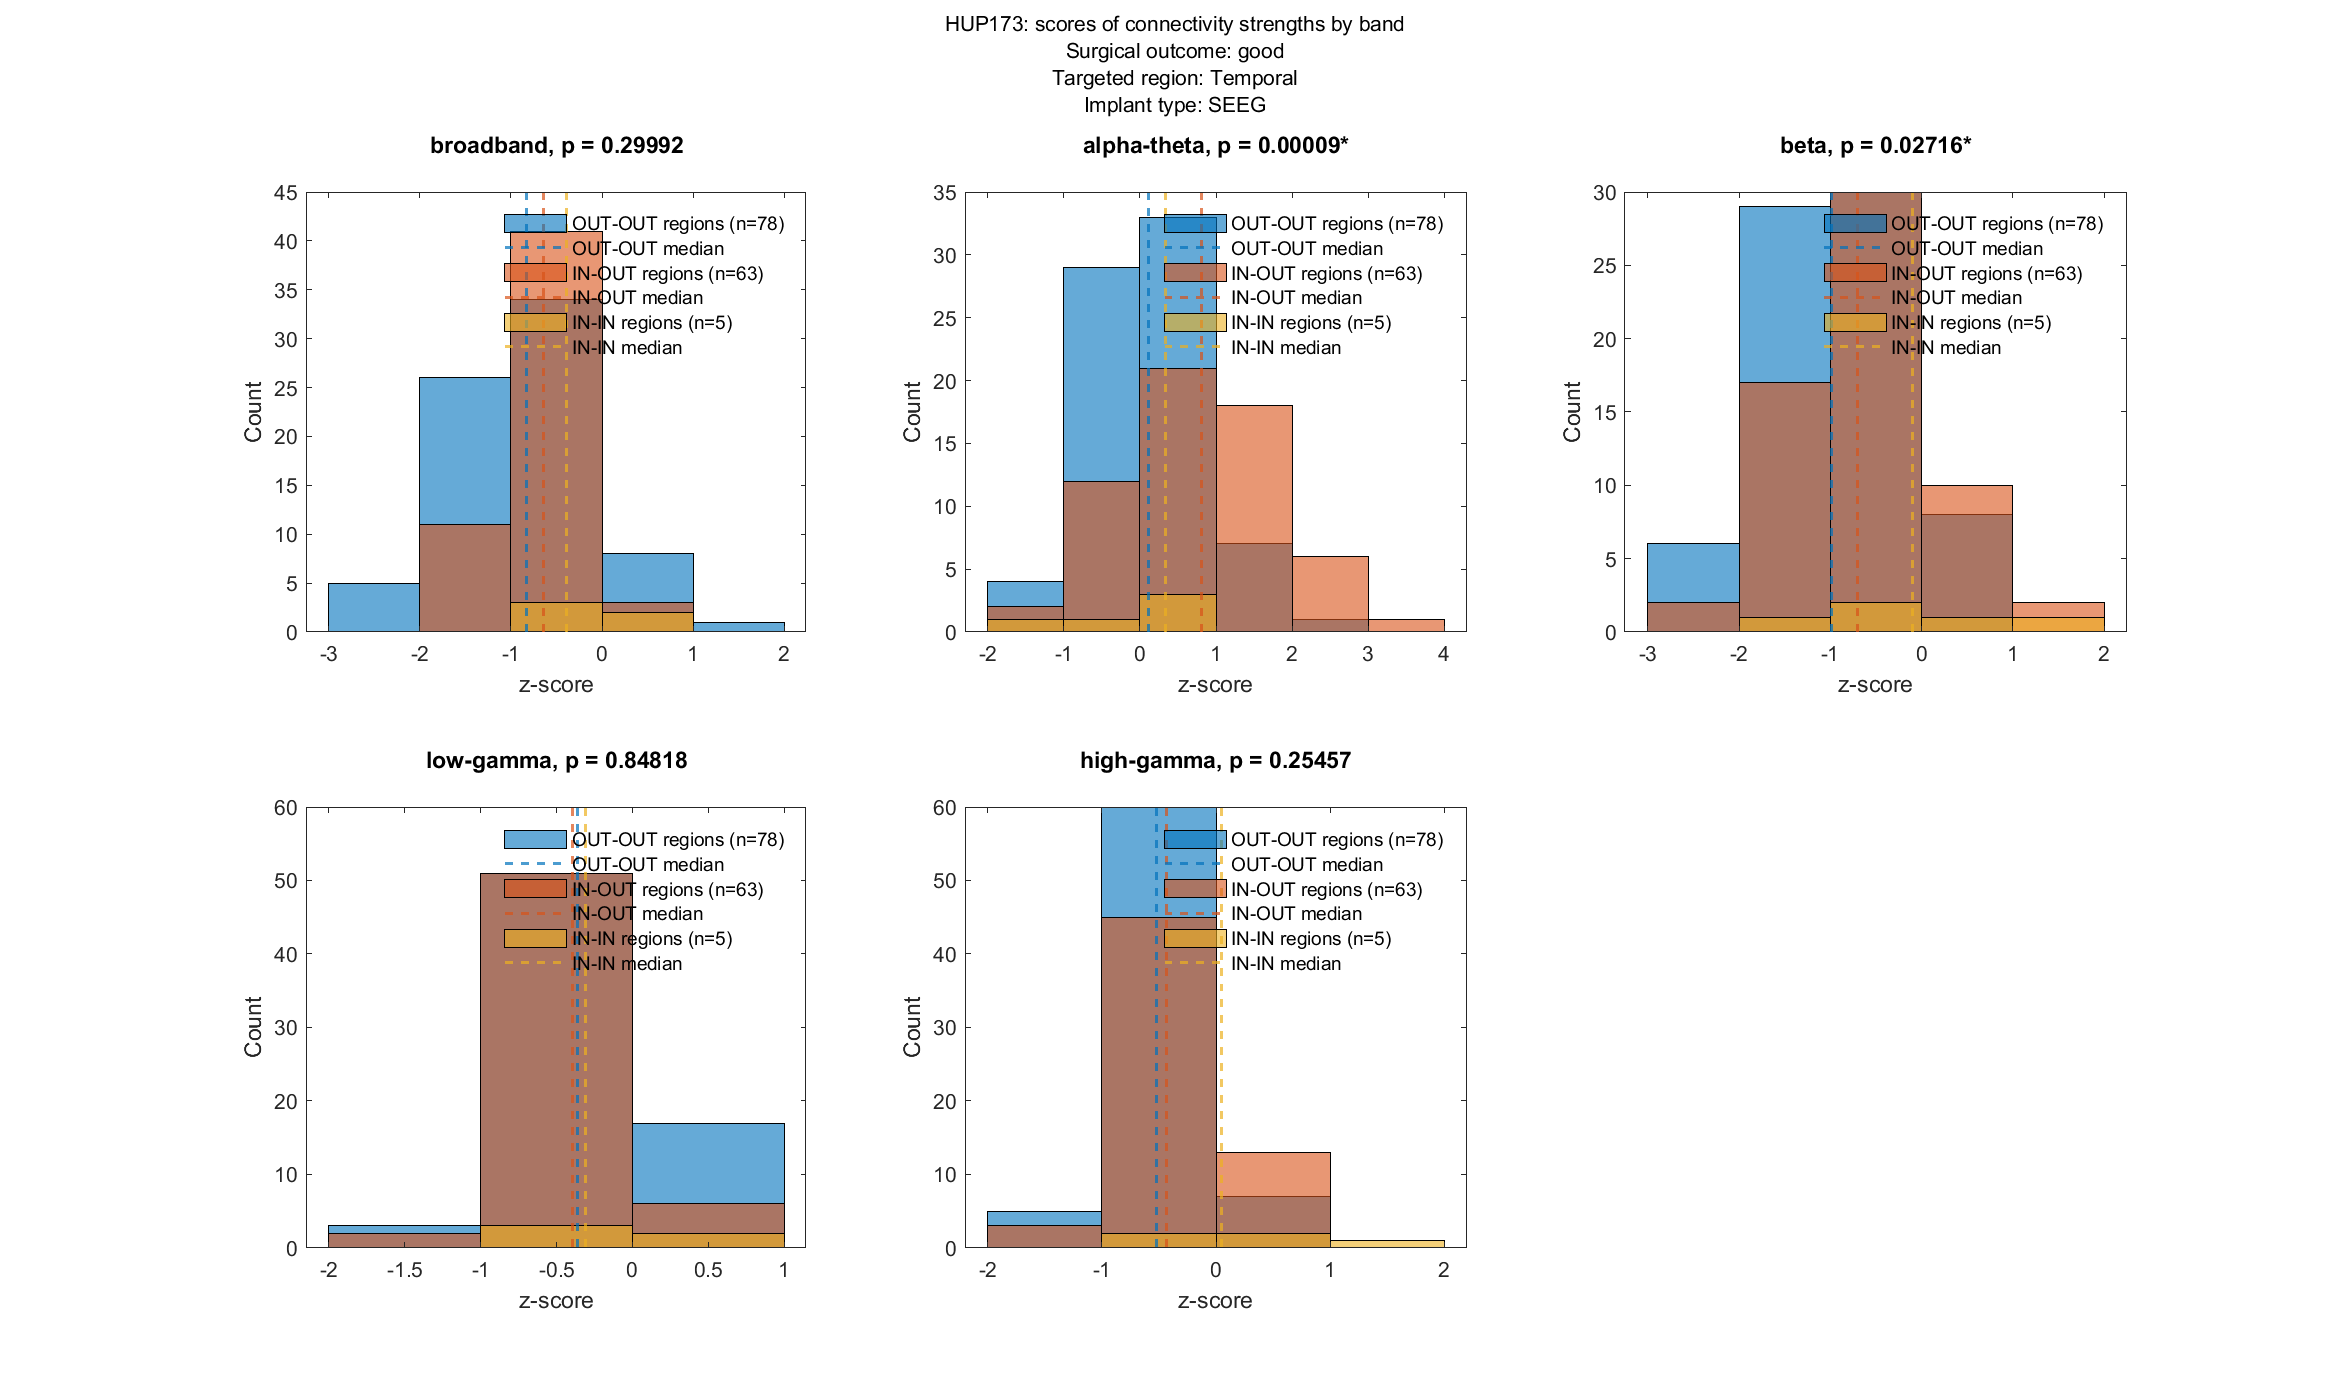 HUP173: scores of connectivity strengths by band
Surgical outcome: good
Targeted region: Temporal
Implant type: SEEG
broadband, p = 0.29992
45
40
35
30
25
20
15
10
5
0
Count
-3 -2 -1 0 1 2
z-score
OUT-OUT regions (n=78)
OUT-OUT median
IN-OUT regions (n=63)
IN-OUT median
IN-IN regions (n=5)
IN-IN median
alpha-theta, p = 0.00009*
35
30
25
20
15
10
5
0
Count
-2 -1 0 1 2 3 4
z-score
OUT-OUT regions (n=78)
OUT-OUT median
IN-OUT regions (n=63)
IN-OUT median
IN-IN regions (n=5)
IN-IN median
beta, p = 0.02716*
30
25
20
15
10
5
0
Count
-3 -2 -1 0 1 2
z-score
OUT-OUT regions (n=78)
OUT-OUT median
IN-OUT regions (n=63)
IN-OUT median
IN-IN regions (n=5)
IN-IN median
low-gamma, p = 0.84818
60
50
40
30
20
10
0
Count
-2 -1.5 -1 -0.5 0 0.5 1
z-score
OUT-OUT regions (n=78)
OUT-OUT median
IN-OUT regions (n=63)
IN-OUT median
IN-IN regions (n=5)
IN-IN median
high-gamma, p = 0.25457
60
50
40
30
20
10
0
Count
-2 -1 0 1 2
z-score
OUT-OUT regions (n=78)
OUT-OUT median
IN-OUT regions (n=63)
IN-OUT median
IN-IN regions (n=5)
IN-IN median